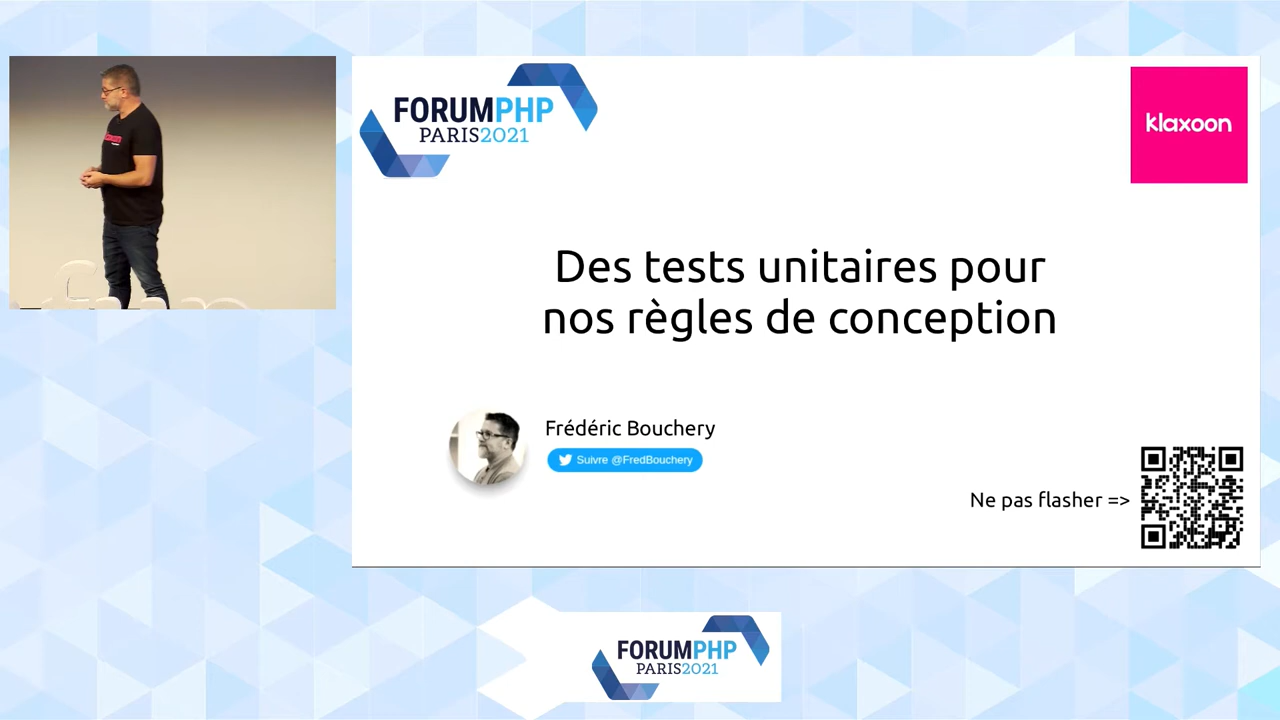 FORUMPHP
PARIS2021
klaxoon
Des tests unitaires pour
nos règles de conception
Frédéric Bouchery
Suivre @FredBouchery
Ne pas flasher =>
FORUMPHP
PARIS2021